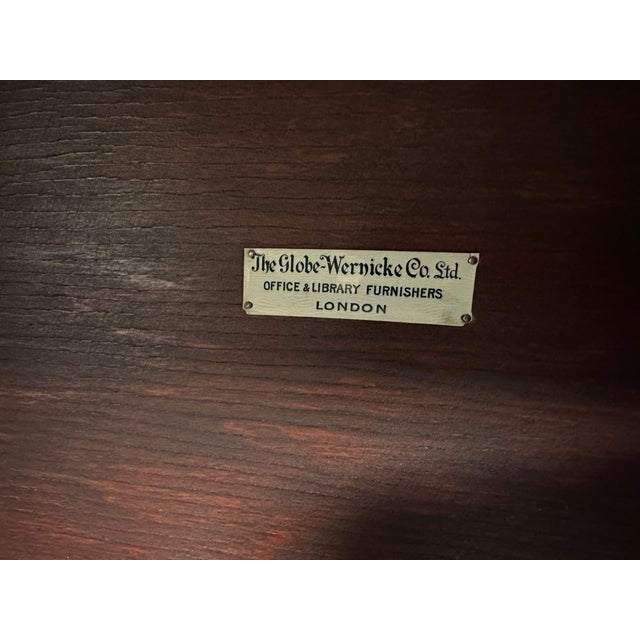 The Globe-Wernicke Co. Ltd.
OFFICE & LIBRARY FURNISHERS
LONDON